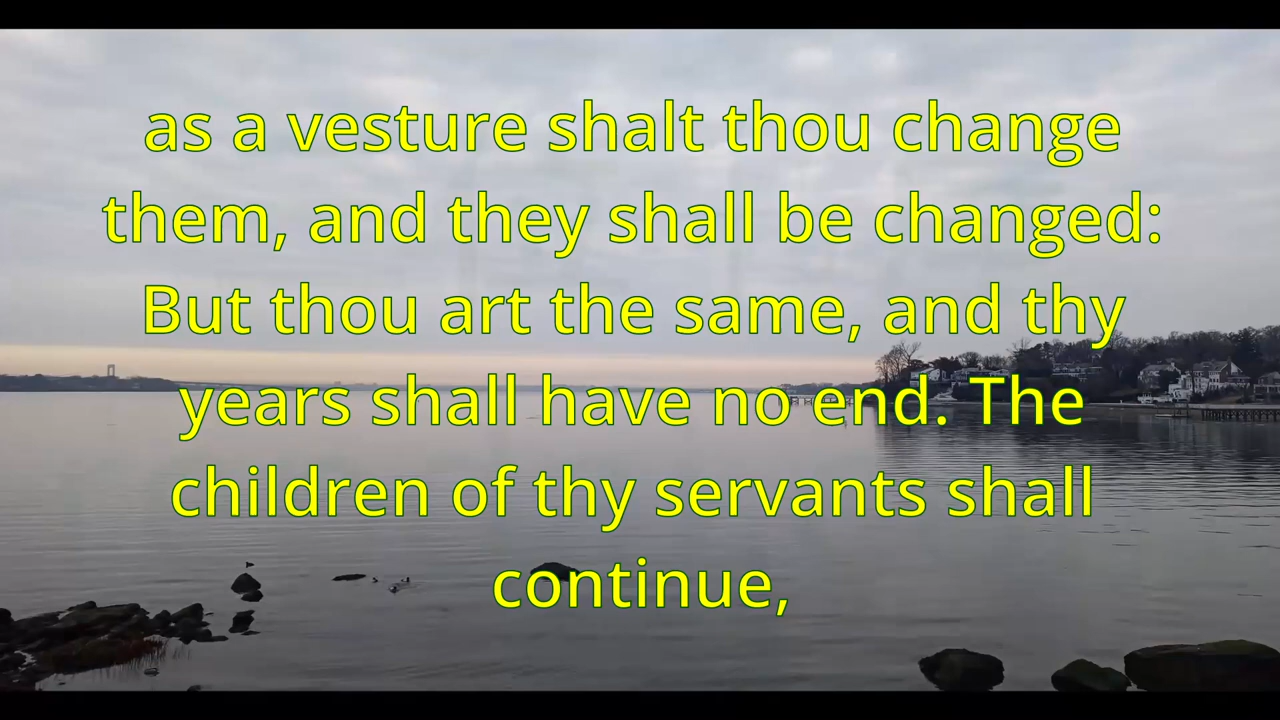 as a vesture shalt thou change
them, and they shall be changed:
But thou art the same, and thy
years shall have no end. The
children of thy servants shall
continue,